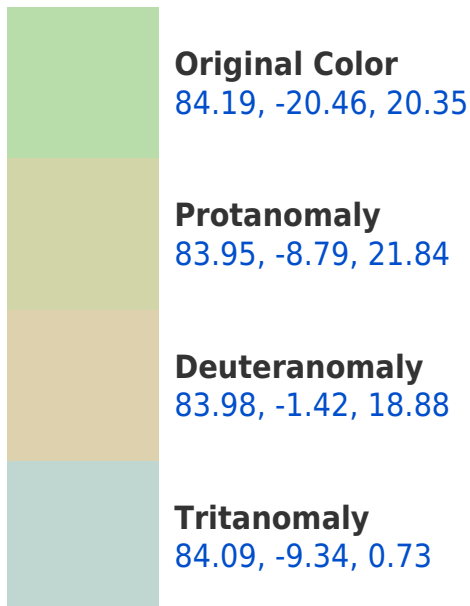 Original Color
84.19, -20.46, 20.35
Protanomaly
83.95, -8.79, 21.84
Deuteranomaly
83.98, -1.42, 18.88
Tritanomaly
84.09, -9.34, 0.73